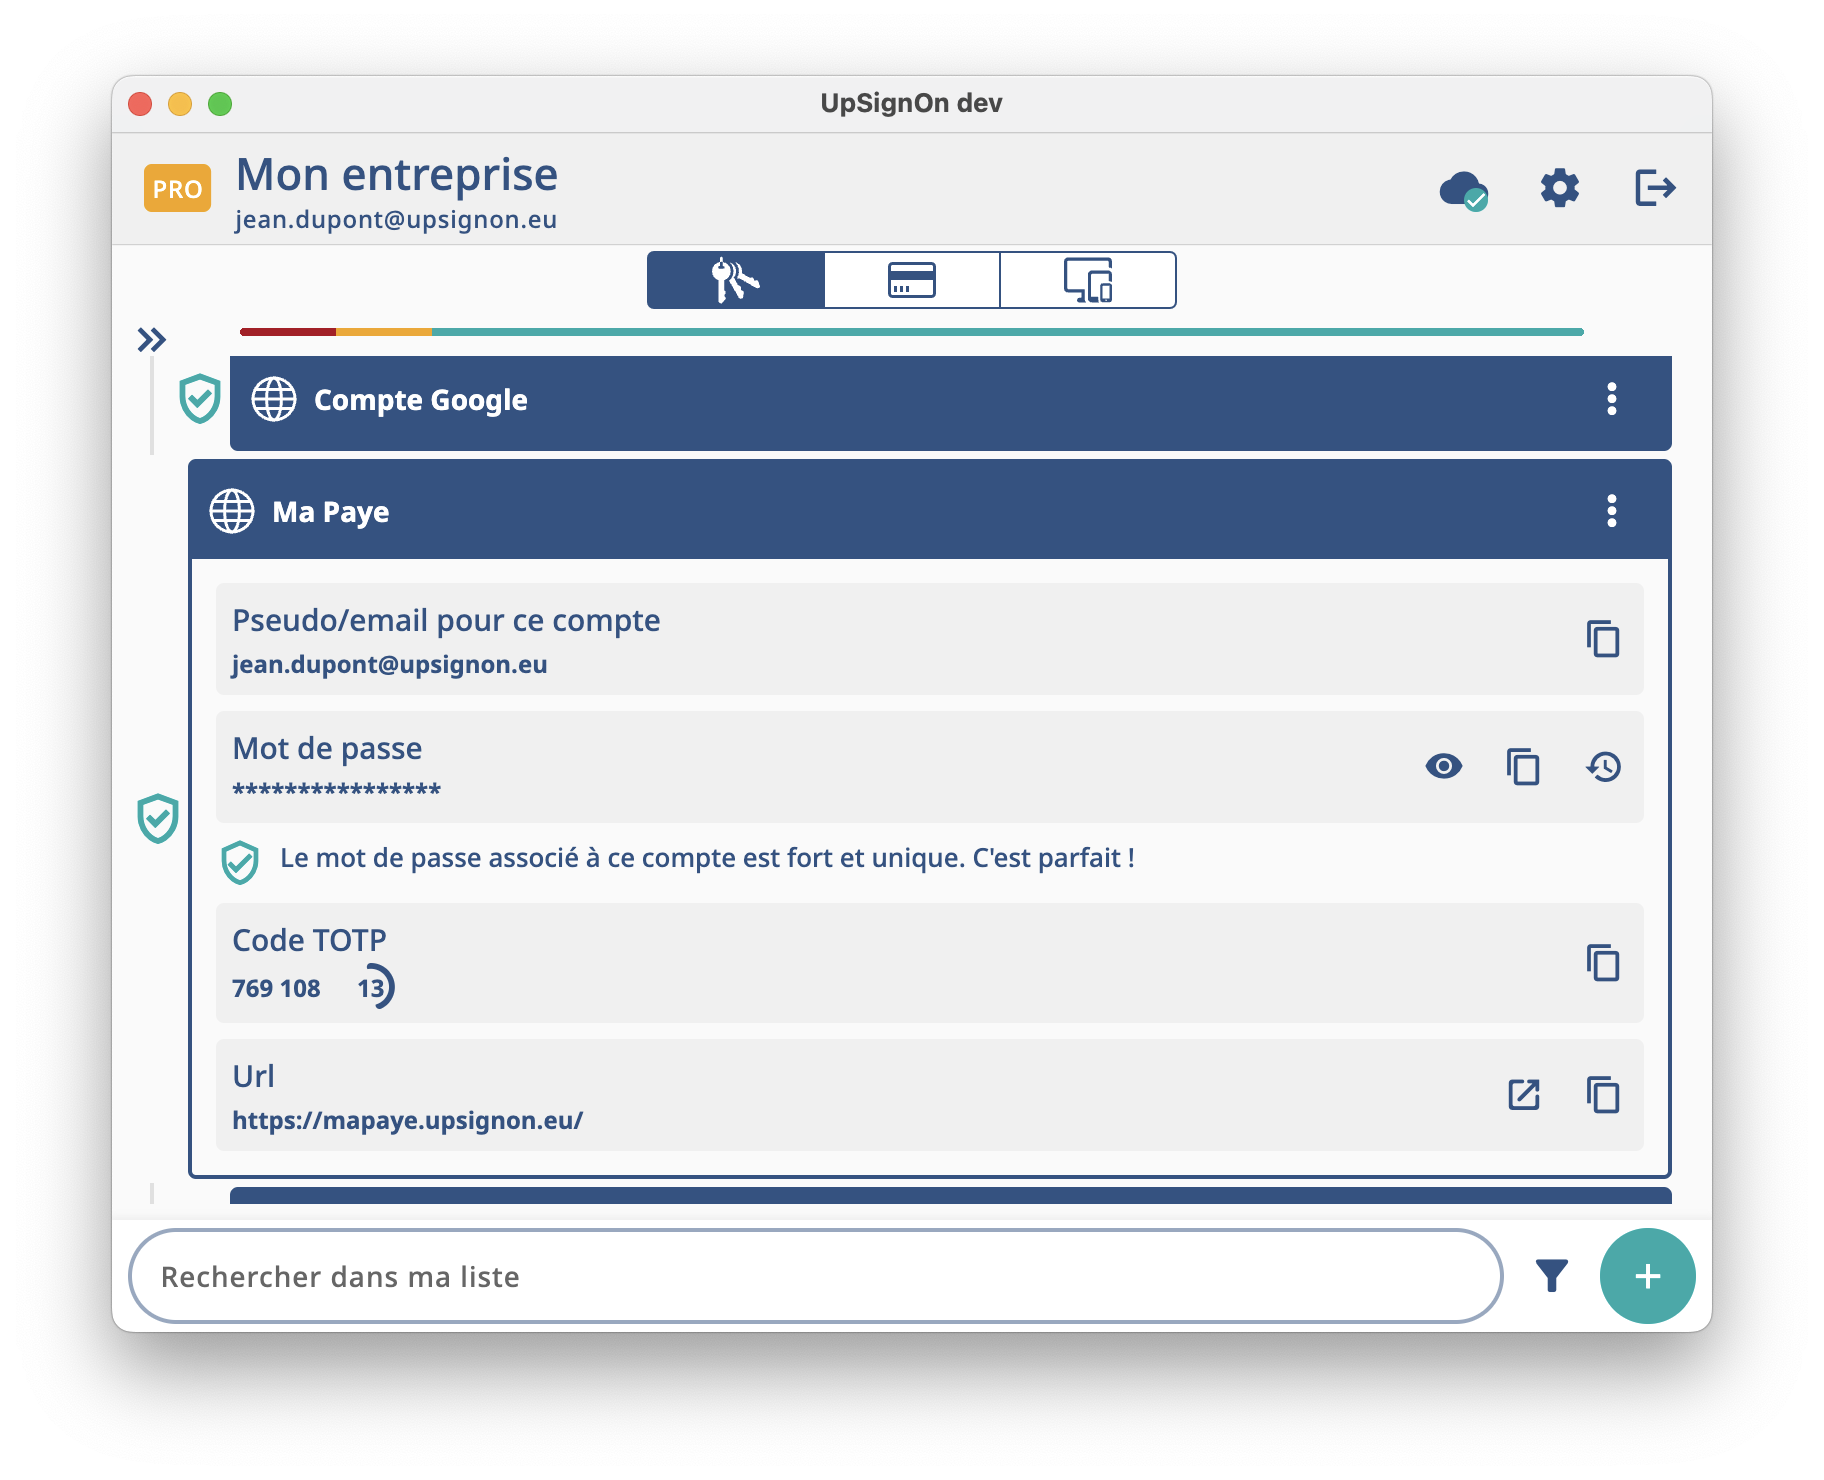 UpSignOn dev
PRO
Mon entreprise
jean.dupont@upsignon.eu
Compte Google
Ma Paye
Pseudo/email pour ce compte
jean.dupont@upsignon.eu
Mot de passe
****************
Le mot de passe associé à ce compte est fort et unique. C'est parfait !
Code TOTP
769 108 13
Url
https://mapaye.upsignon.eu/
Rechercher dans ma liste